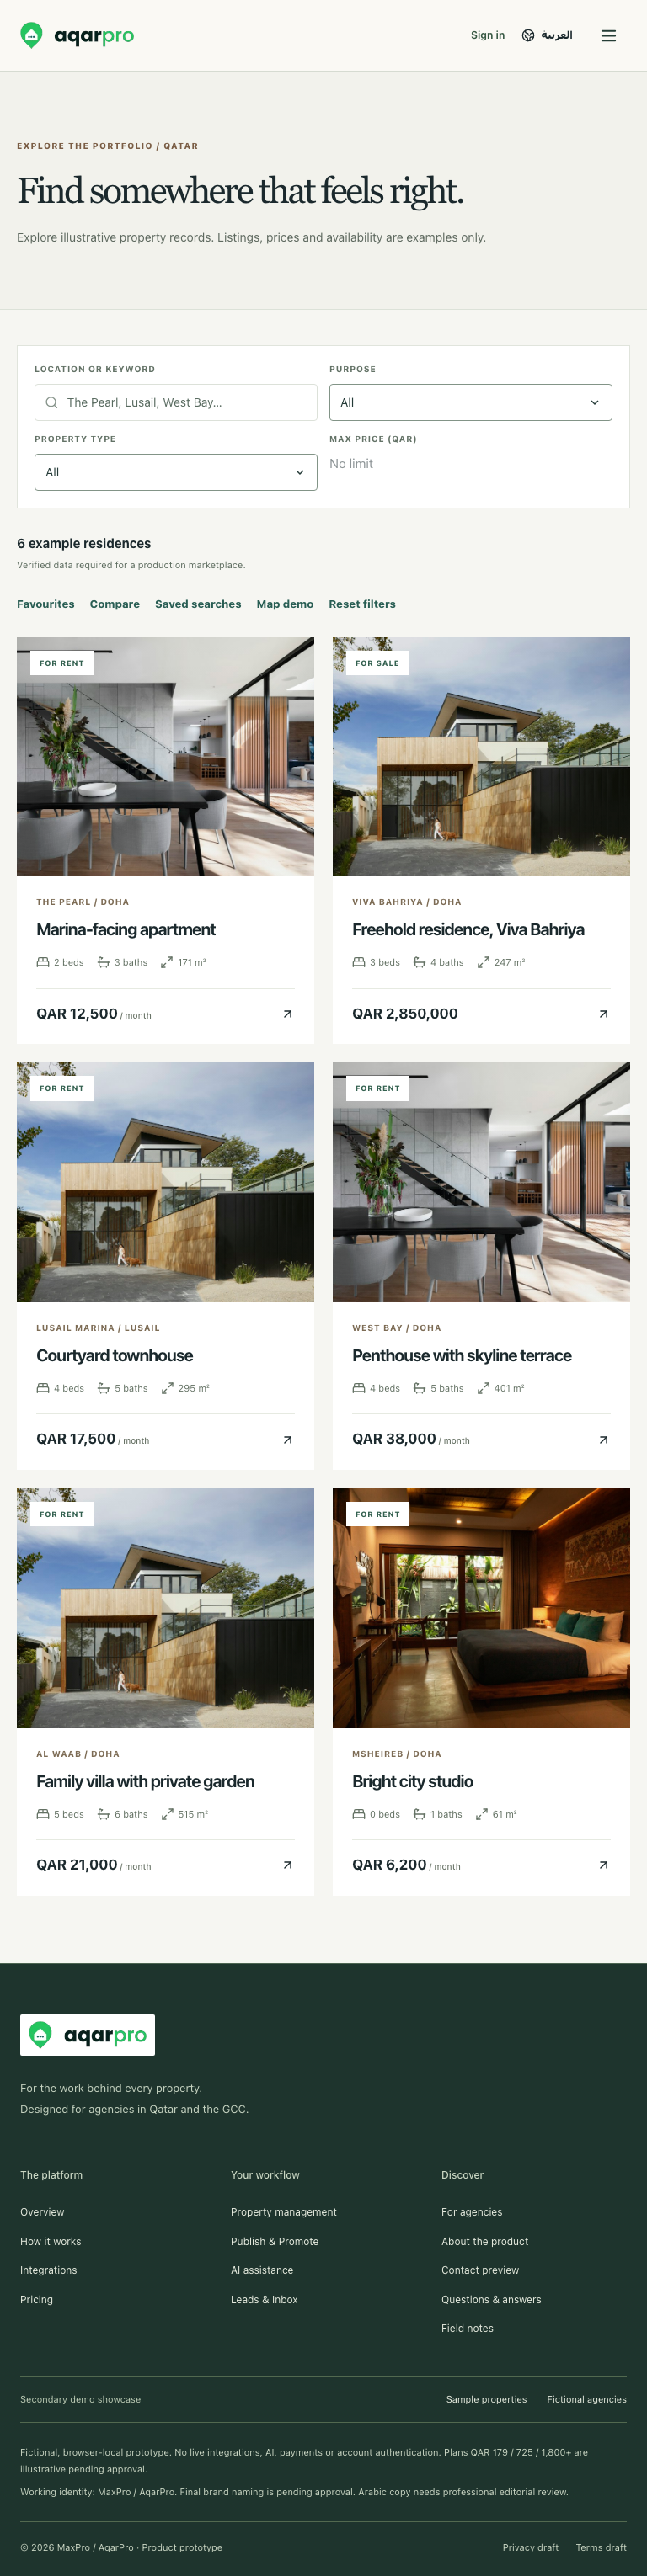 aqarpro
Sign in
العربية
EXPLORE THE PORTFOLIO / QATAR
Find somewhere that feels right.
Explore illustrative property records. Listings, prices and availability are examples only.
LOCATION OR KEYWORD
PURPOSE
The Pearl, Lusail, West Bay...
All
PROPERTY TYPE
MAX PRICE (QAR)
All
No limit
6 example residences
Verified data required for a production marketplace.
Favourites Compare Saved searches Map demo Reset filters
FOR RENT
THE PEARL / DOHA
Marina-facing apartment
2 beds 3 baths 171 m²
QAR 12,500 / month
FOR SALE
VIVA BAHRIYA / DOHA
Freehold residence, Viva Bahriya
3 beds 4 baths 247 m²
QAR 2,850,000
FOR RENT
LUSAIL MARINA / LUSAIL
Courtyard townhouse
4 beds 5 baths 295 m²
QAR 17,500 / month
FOR RENT
WEST BAY / DOHA
Penthouse with skyline terrace
4 beds 5 baths 401 m²
QAR 38,000 / month
FOR RENT
AL WAAB / DOHA
Family villa with private garden
5 beds 6 baths 515 m²
QAR 21,000 / month
FOR RENT
MSHEIREB / DOHA
Bright city studio
0 beds 1 baths 61 m²
QAR 6,200 / month
aqarpro
For the work behind every property.
Designed for agencies in Qatar and the GCC.
The platform
Overview
How it works
Integrations
Pricing
Your workflow
Property management
Publish & Promote
AI assistance
Leads & Inbox
Discover
For agencies
About the product
Contact preview
Questions & answers
Field notes
Secondary demo showcase
Sample properties
Fictional agencies
Fictional, browser-local prototype. No live integrations, AI, payments or account authentication. Plans QAR 179 / 725 / 1,800+ are
illustrative pending approval.
Working identity: MaxPro / AqarPro. Final brand naming is pending approval. Arabic copy needs professional editorial review.
© 2026 MaxPro / AqarPro · Product prototype
Privacy draft
Terms draft